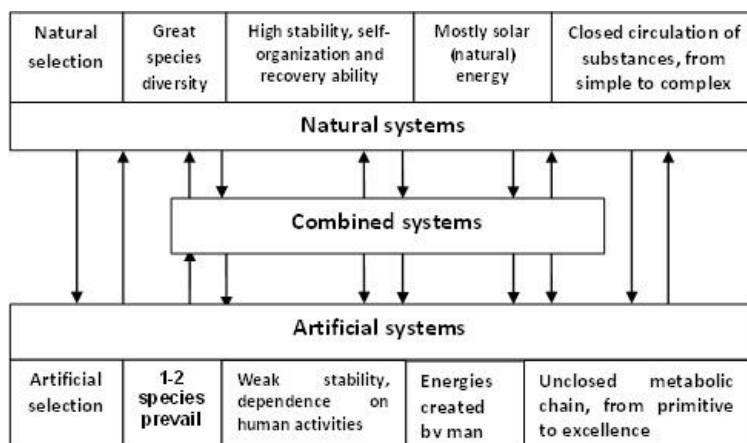 Natural
selection
Great
species
diversity
High stability, self-
organization and
recovery ability
Mostly solar
(natural)
energy
Closed circulation of
substances, from
simple to complex
Natural systems
Combined systems
Artificial systems
Artificial
selection
1-2
species
prevail
Weak stability,
dependence on
human activities
Energies
created
by man
Unclosed metabolic
chain, from primitive
to excellence